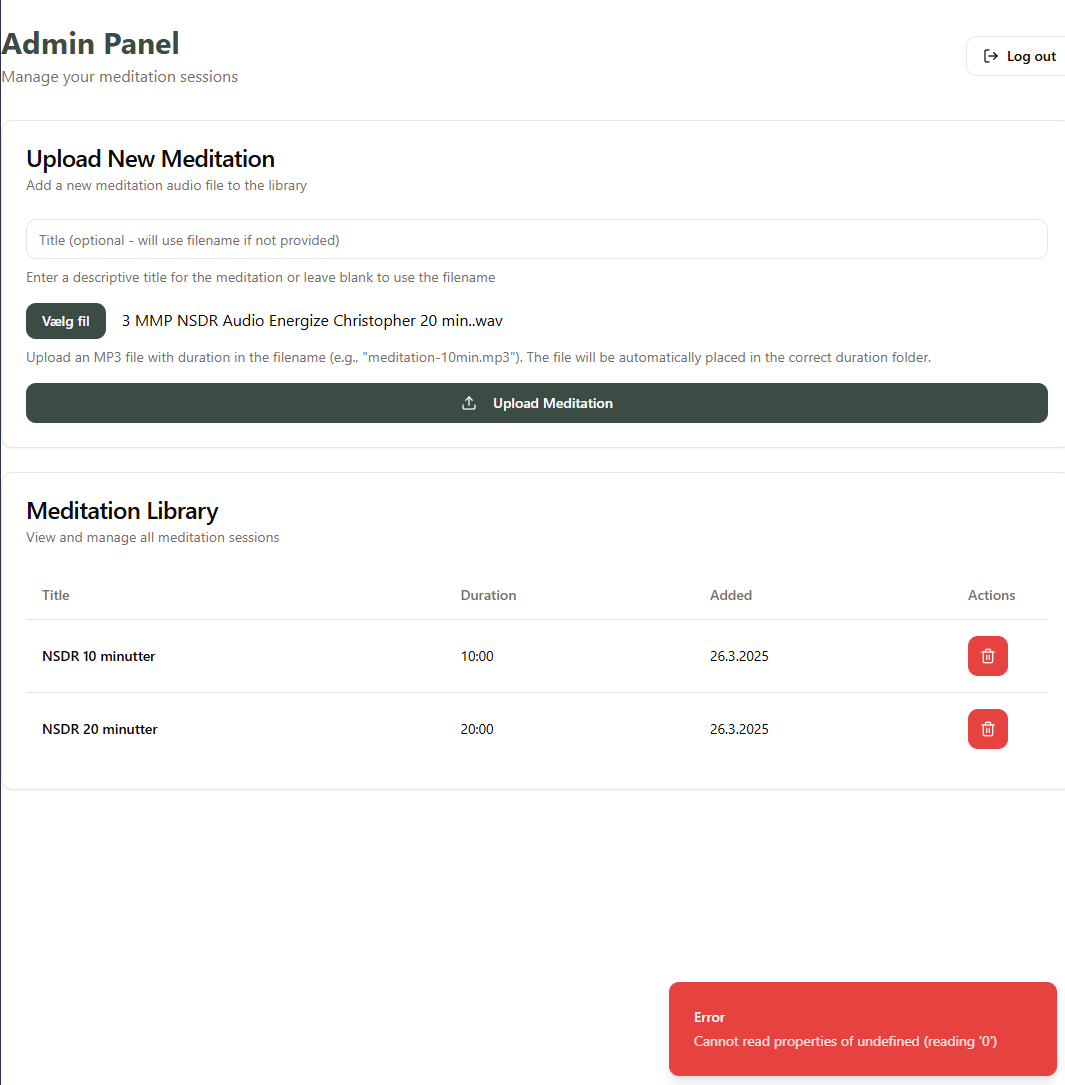 Admin Panel
Manage your meditation sessions
Log out
Upload New Meditation
Add a new meditation audio file to the library
Title (optional - will use filename if not provided)
Enter a descriptive title for the meditation or leave blank to use the filename
Vælg fil 3 MMP NSDR Audio Energize Christopher 20 min..wav
Upload an MP3 file with duration in the filename (e.g., "meditation-10min.mp3"). The file will be automatically placed in the correct duration folder.
Upload Meditation
Meditation Library
View and manage all meditation sessions
Title Duration Added Actions
NSDR 10 minutter 10:00 26.3.2025
NSDR 20 minutter 20:00 26.3.2025
Error
Cannot read properties of undefined (reading '0')